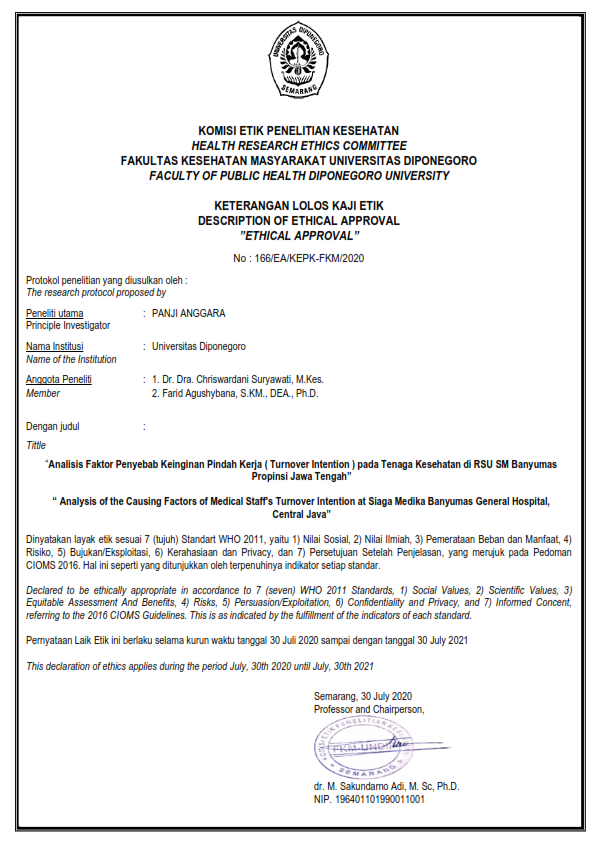 UNIVERSITAS DIPONEGORO
SEMARANG
KOMISI ETIK PENELITIAN KESEHATAN
HEALTH RESEARCH ETHICS COMMITTEE
FAKULTAS KESEHATAN MASYARAKAT UNIVERSITAS DIPONEGORO
FACULTY OF PUBLIC HEALTH DIPONEGORO UNIVERSITY
KETERANGAN LOLOS KAJI ETIK
DESCRIPTION OF ETHICAL APPROVAL
”ETHICAL APPROVAL”
No : 166/EA/KEPK-FKM/2020
Protokol penelitian yang diusulkan oleh :
The research protocol proposed by
Peneliti utama : PANJI ANGGARA
Principle Investigator
Nama Institusi : Universitas Diponegoro
Name of the Institution
Anggota Peneliti : 1. Dr. Dra. Chriswardani Suryawati, M.Kes.
Member 2. Farid Agushybana, S.KM., DEA., Ph.D.
Dengan judul :
Tittle
“Analisis Faktor Penyebab Keinginan Pindah Kerja ( Turnover Intention ) pada Tenaga Kesehatan di RSU SM Banyumas
Propinsi Jawa Tengah”
“ Analysis of the Causing Factors of Medical Staff’s Turnover Intention at Siaga Medika Banyumas General Hospital,
Central Java”
Dinyatakan layak etik sesuai 7 (tujuh) Standart WHO 2011, yaitu 1) Nilai Sosial, 2) Nilai Ilmiah, 3) Pemerataan Beban dan Manfaat, 4)
Risiko, 5) Bujukan/Eksploitasi, 6) Kerahasiaan dan Privacy, dan 7) Persetujuan Setelah Penjelasan, yang merujuk pada Pedoman
CIOMS 2016. Hal ini seperti yang ditunjukkan oleh terpenuhinya indikator setiap standar.
Declared to be ethically appropriate in accordance to 7 (seven) WHO 2011 Standards, 1) Social Values, 2) Scientific Values, 3)
Equitable Assessment And Benefits, 4) Risks, 5) Persuasion/Exploitation, 6) Confidentiality and Privacy, and 7) Informed Concent,
referring to the 2016 CIOMS Guidelines. This is as indicated by the fulfillment of the indicators of each standard.
Pernyataan Laik Etik ini berlaku selama kurun waktu tanggal 30 Juli 2020 sampai dengan tanggal 30 July 2021
This declaration of ethics applies during the period July, 30th 2020 until July, 30th 2021
Semarang, 30 July 2020
Professor and Chairperson,
FKM-UNDIP
SEMARANG
dr. M. Sakundarno Adi, M. Sc, Ph.D.
NIP. 196401101990011001